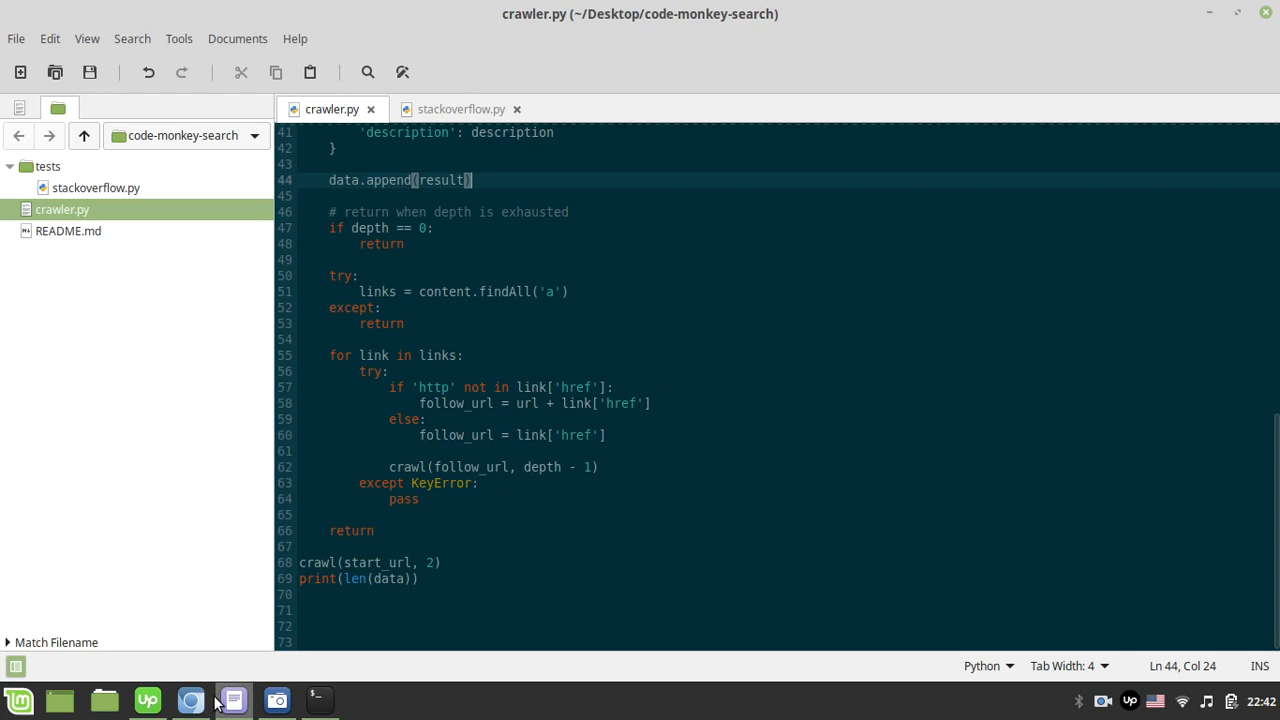 crawler.py (~/Desktop/code-monkey-search)
File Edit View Search Tools Documents Help
crawler.py
stackoverflow.py
code-monkey-search
tests
stackoverflow.py
crawler.py
README.md
Match Filename
41 'description': description
42 }
43
44 data.append(result)
45
46 # return when depth is exhausted
47 if depth == 0:
48 return
49
50 try:
51 links = content.findAll('a')
52 except:
53 return
54
55 for link in links:
56 try:
57 if 'http' not in link['href']:
58 follow_url = url + link['href']
59 else:
60 follow_url = link['href']
61
62 crawl(follow_url, depth - 1)
63 except KeyError:
64 pass
65
66 return
67
68 crawl(start_url, 2)
69 print(len(data))
70
71
72
73
Python Tab Width: 4 Ln 44, Col 24 INS
Up
$_
Up
22:42